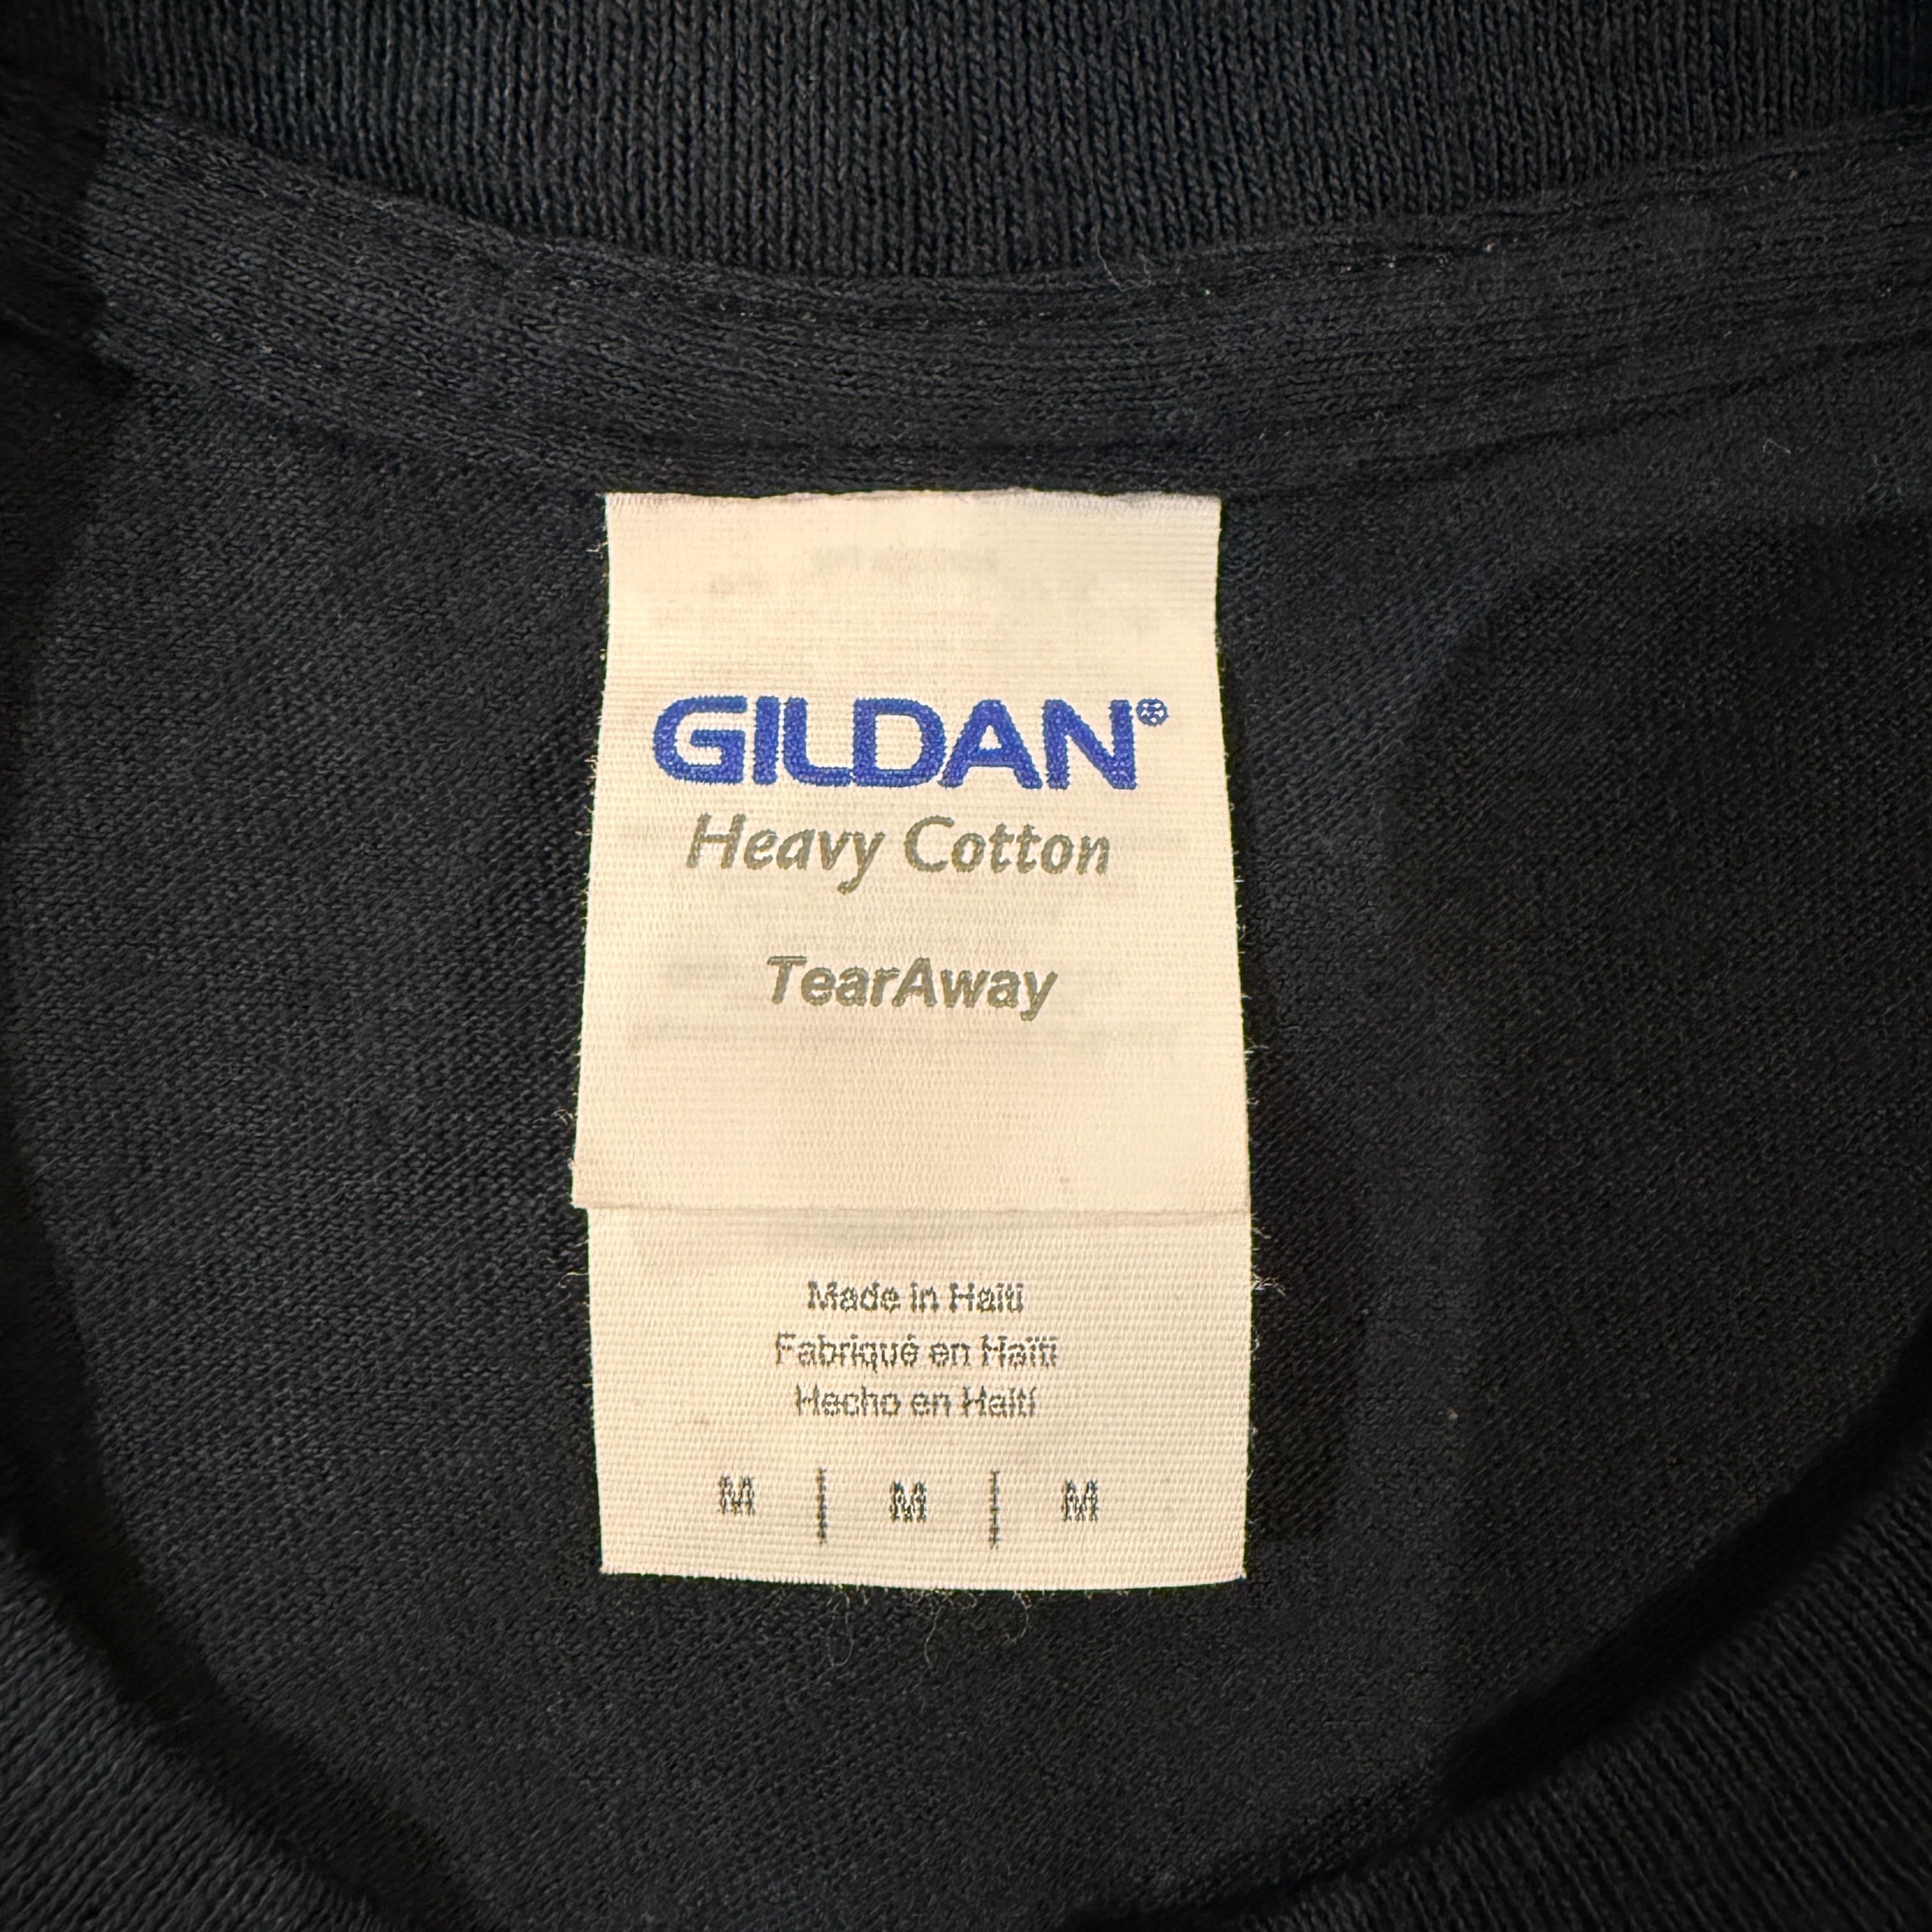 GILDAN®
Heavy Cotton
TearAway
Made in Haiti
Fabriqué en Haïti
Hecho en Haití
M | M | M